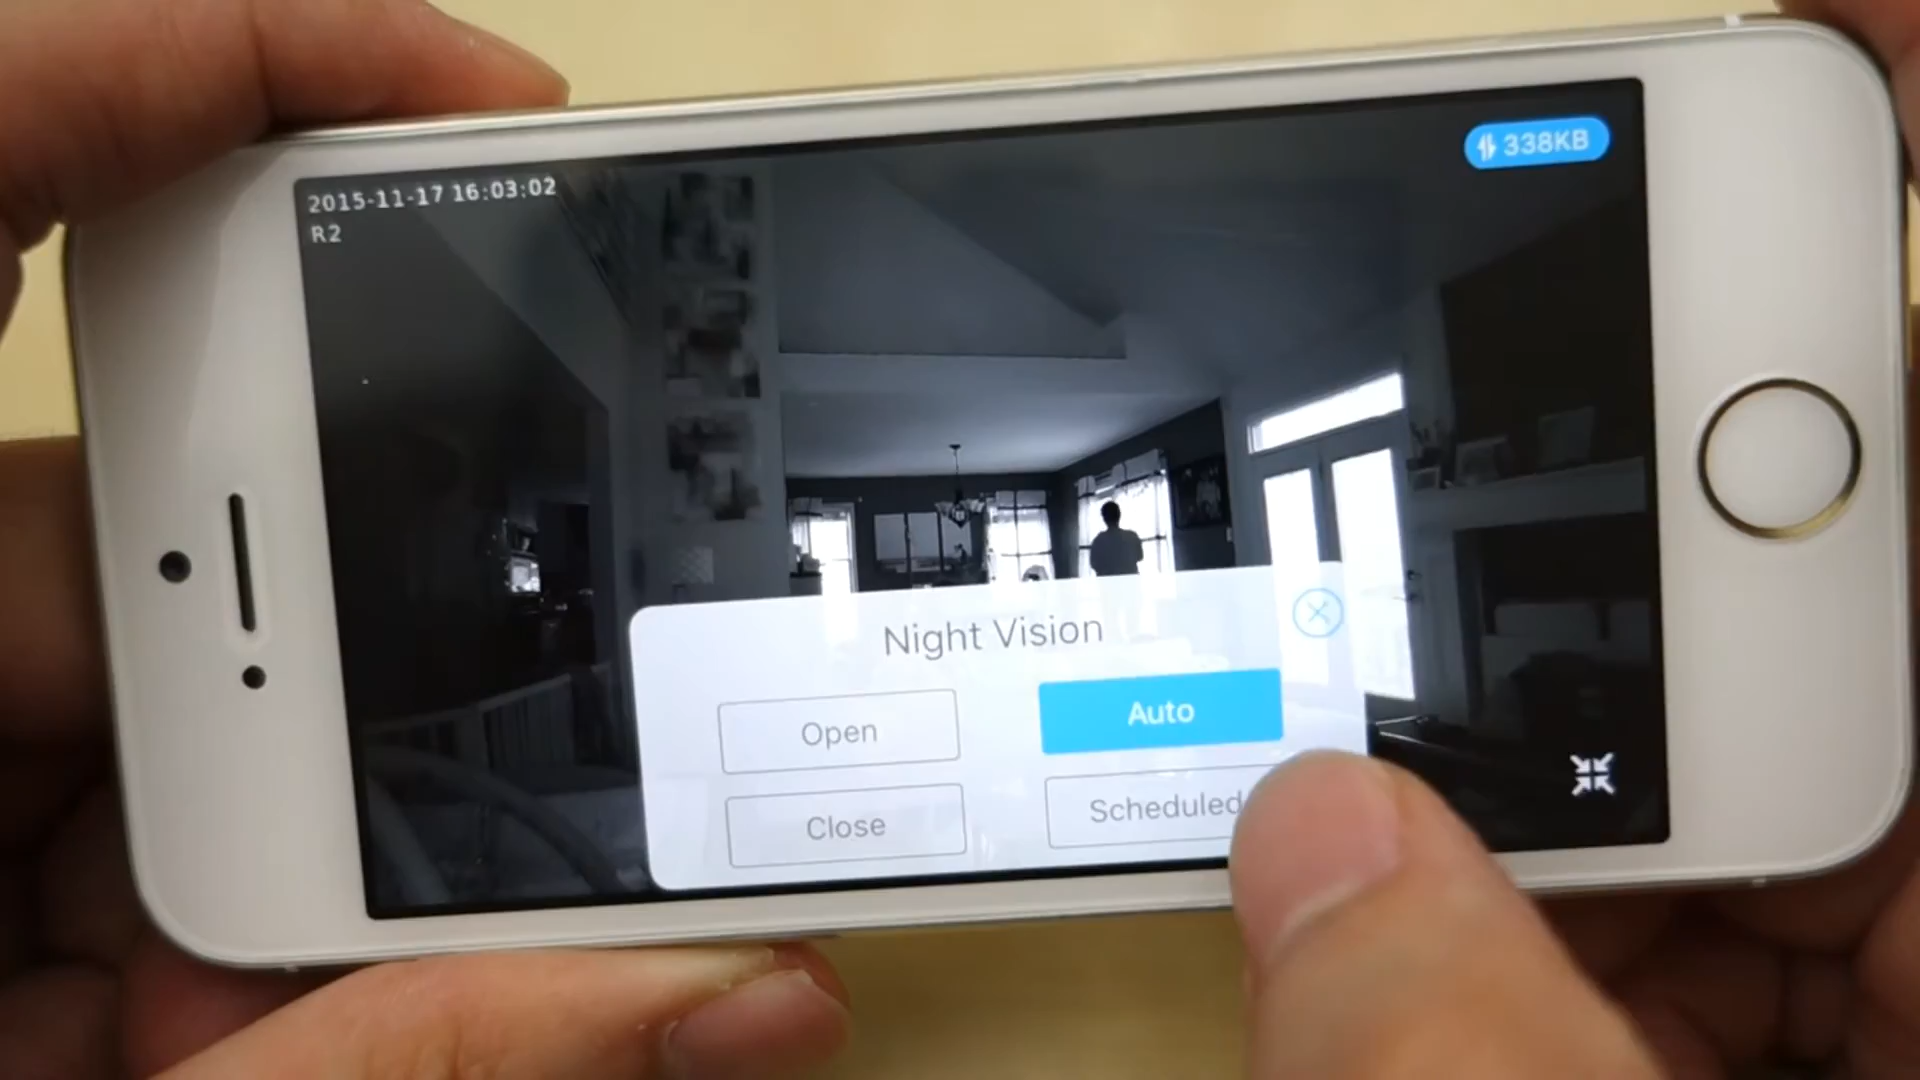 2015-11-17 16:03:02
R2
338KB
Night Vision
Open
Auto
Close
Scheduled